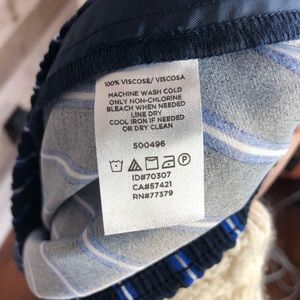 100% VISCOSE/ VISCOSA
MACHINE WASH COLD
ONLY NON-CHLORINE
BLEACH WHEN NEEDED
LINE DRY
COOL IRON IF NEEDED
OR DRY CLEAN
500496
ID#70307
CA#57421
RN#77379